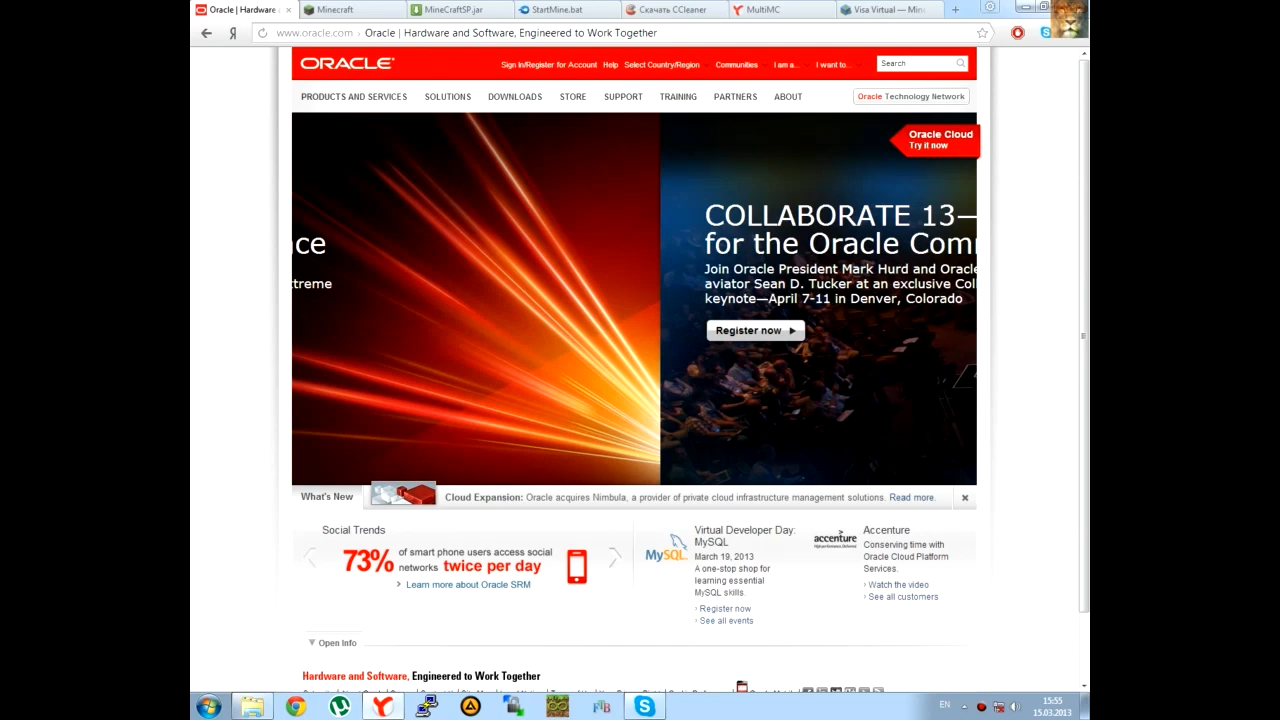 Oracle | Hardware a
Minecraft
MineCraftSP.jar
StartMine.bat
Скачать CCleaner
MultiMC
Visa Virtual — Мин
www.oracle.com › Oracle | Hardware and Software, Engineered to Work Together
ORACLE
Sign In/Register for Account Help Select Country/Region Communities I am a... I want to... Search
PRODUCTS AND SERVICES SOLUTIONS DOWNLOADS STORE SUPPORT TRAINING PARTNERS ABOUT Oracle Technology Network
Oracle Cloud
Try it now
ce
treme
COLLABORATE 13—
for the Oracle Com
Join Oracle President Mark Hurd and Oracle
aviator Sean D. Tucker at an exclusive Col
keynote—April 7-11 in Denver, Colorado
Register now
What's New
Cloud Expansion: Oracle acquires Nimbula, a provider of private cloud infrastructure management solutions. Read more.
Social Trends
73% of smart phone users access social
networks twice per day
Learn more about Oracle SRM
MySQL
Virtual Developer Day:
MySQL
March 19, 2013
A one-stop shop for
learning essential
MySQL skills.
Register now
See all events
accenture
High performance. Delivered.
Accenture
Conserving time with
Oracle Cloud Platform
Services.
Watch the video
See all customers
Open Info
Hardware and Software, Engineered to Work Together
EN
15:55
15.03.2013